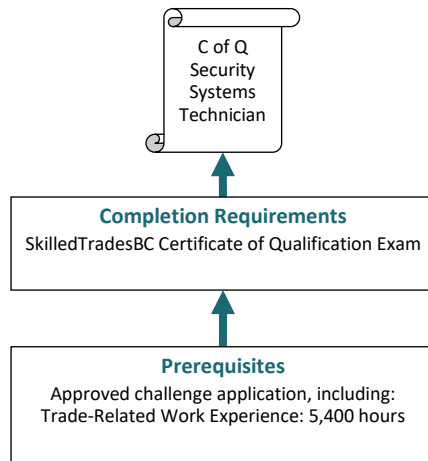 C of Q
Security
Systems
Technician
Completion Requirements
SkilledTradesBC Certificate of Qualification Exam
Prerequisites
Approved challenge application, including:
Trade-Related Work Experience: 5,400 hours